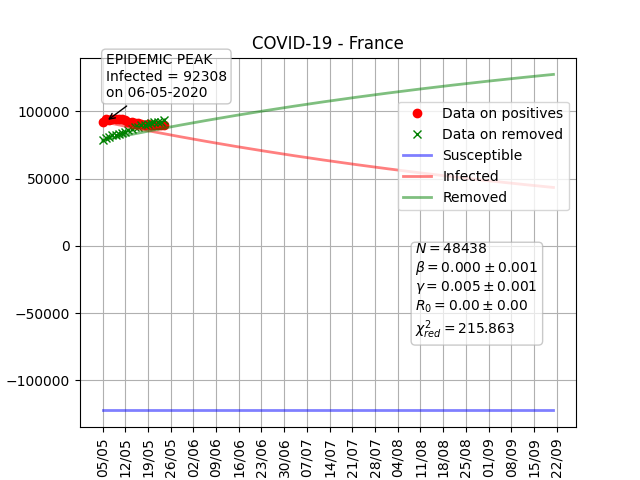 COVID-19 - France
EPIDEMIC PEAK
Infected = 92308
on 06-05-2020
Data on positives
Data on removed
Susceptible
Infected
Removed
100000
50000
0
−50000
−100000
N = 48438
β = 0.000 ± 0.001
γ = 0.005 ± 0.001
R₀ = 0.00 ± 0.00
χ²red = 215.863
05/05
12/05
19/05
26/05
02/06
09/06
16/06
23/06
30/06
07/07
14/07
21/07
28/07
04/08
11/08
18/08
25/08
01/09
08/09
15/09
22/09